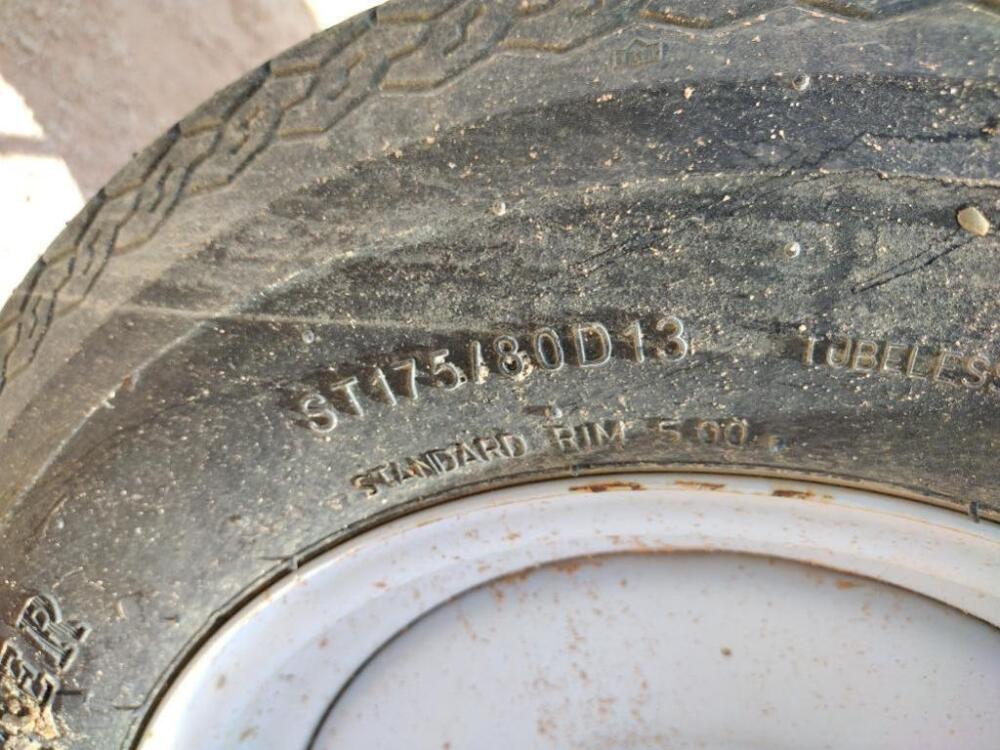 ST175/80D13
TUBELESS
STANDARD RIM 5.00